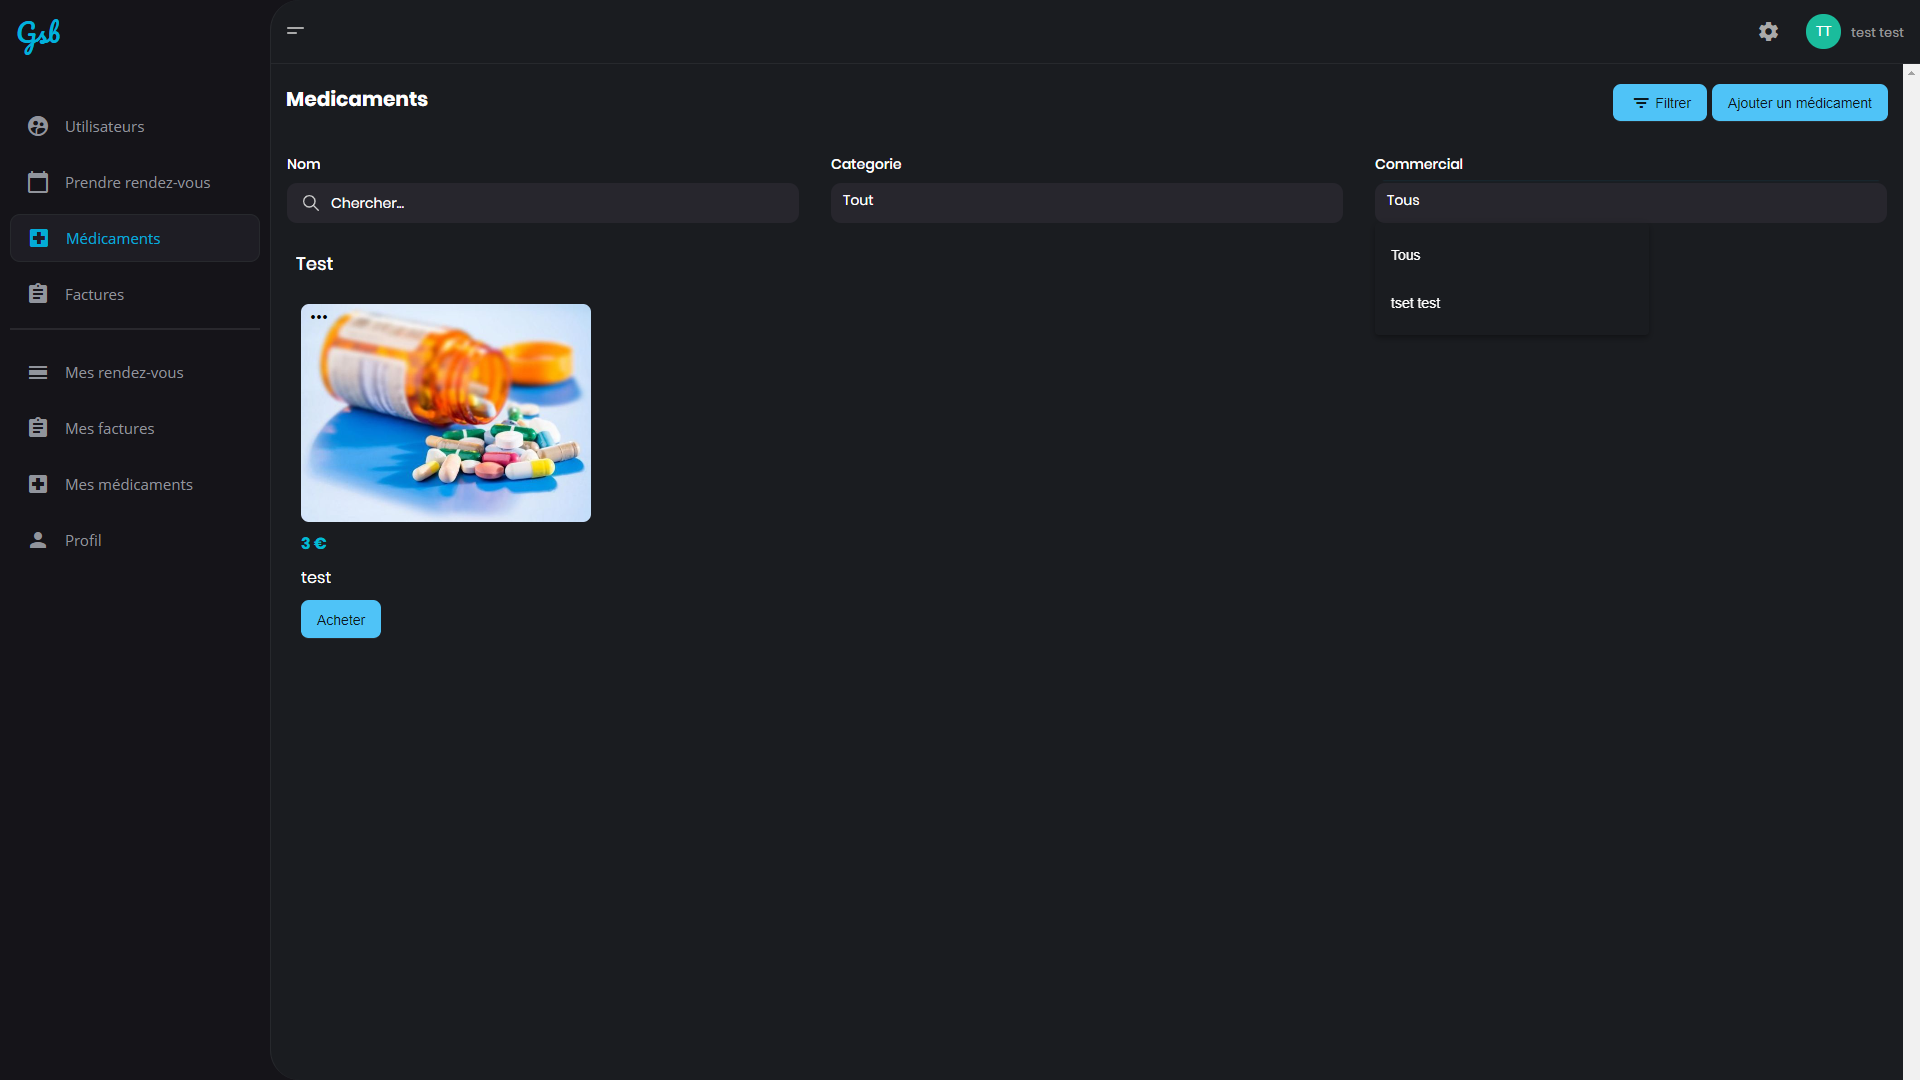 Gsb
test test
TT
Utilisateurs
Prendre rendez-vous
Médicaments
Factures
Mes rendez-vous
Mes factures
Mes médicaments
Profil
Medicaments
Filtrer
Ajouter un médicament
Nom
Chercher...
Categorie
Tout
Commercial
Tous
Tous
tset test
Test
3 €
test
Acheter